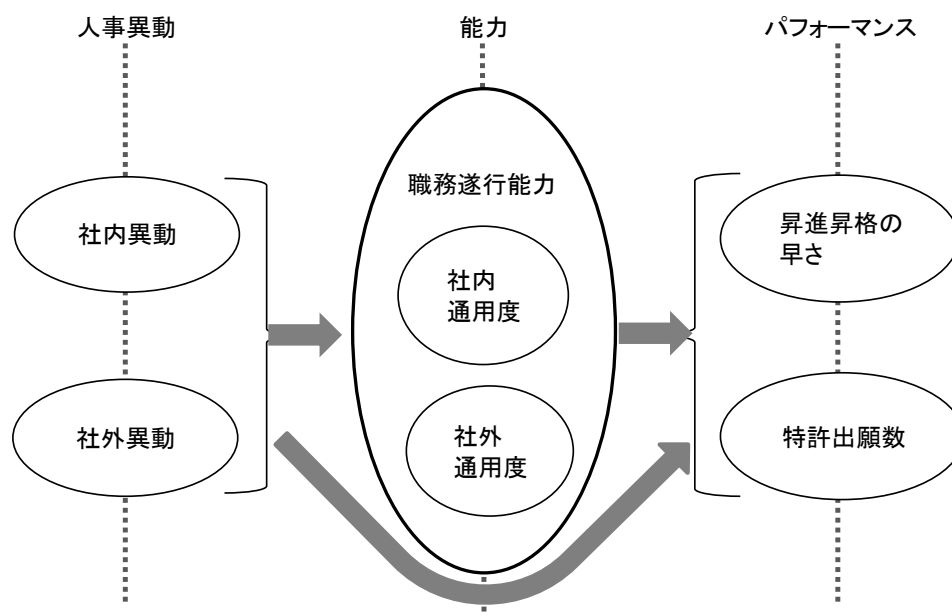 人事異動
能力
パフォーマンス
職務遂行能力
社内異動
社内
通用度
昇進昇格の
早さ
社外異動
社外
通用度
特許出願数